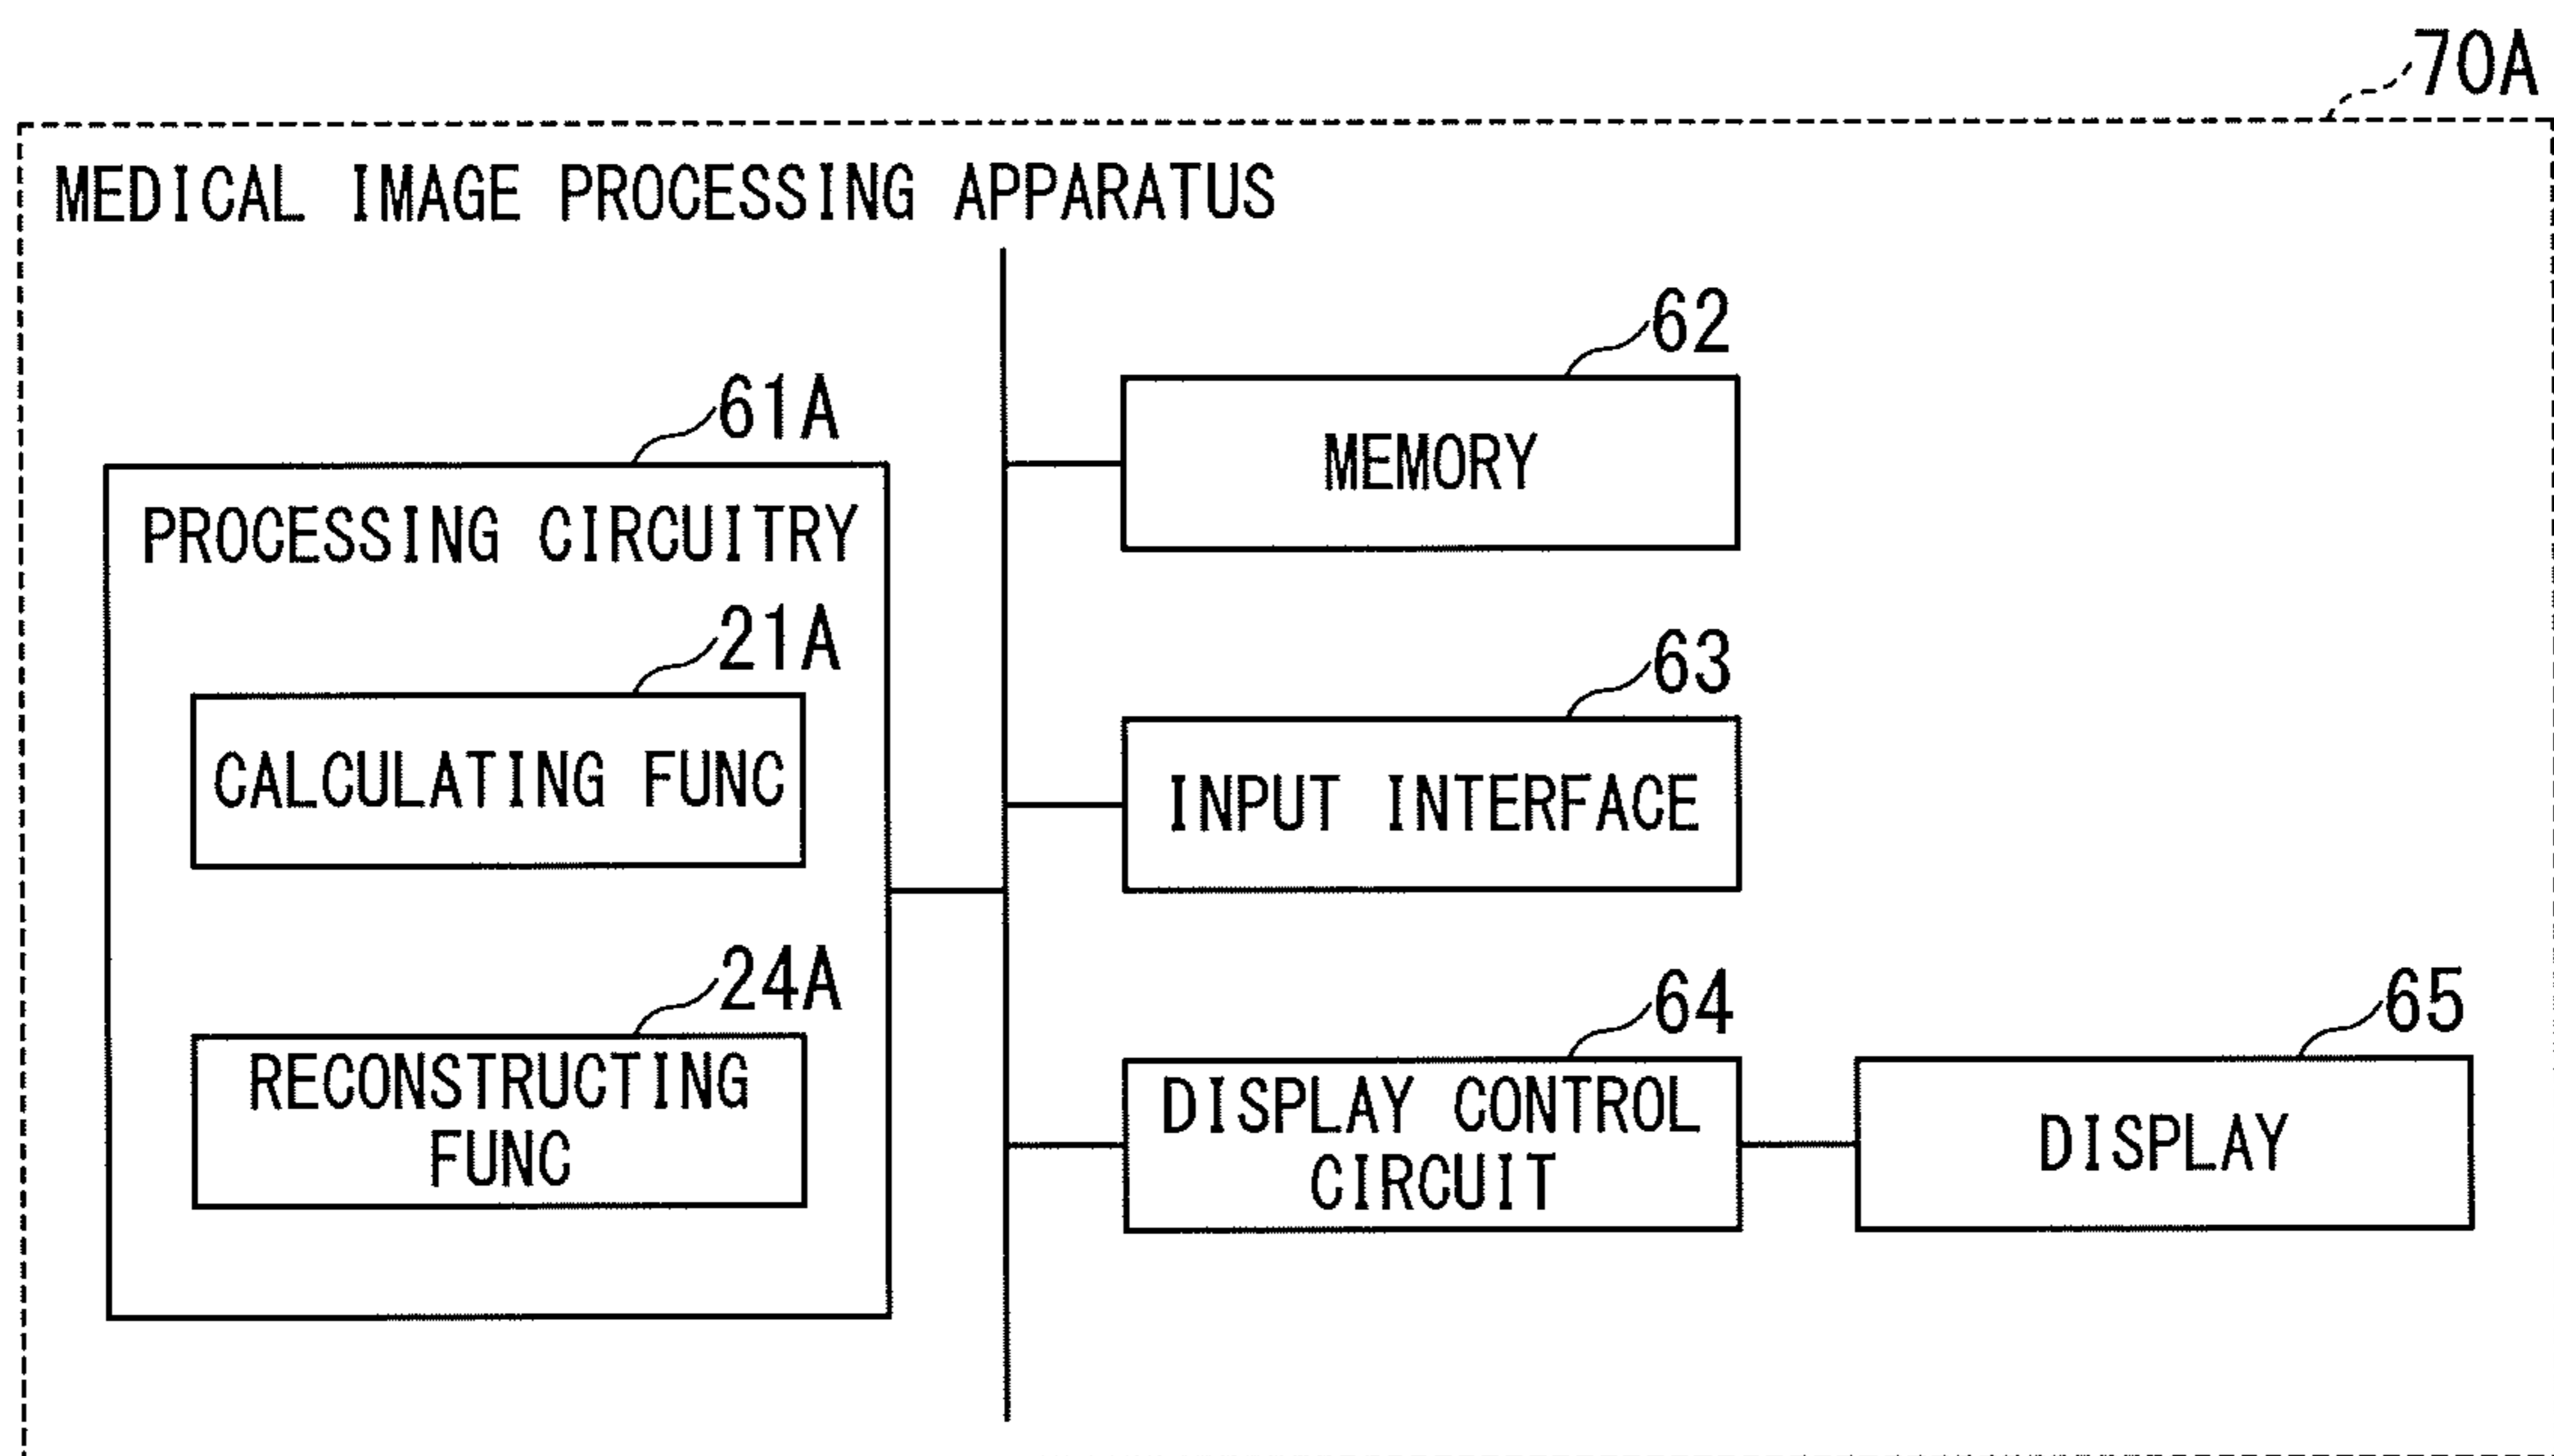 70A
MEDICAL IMAGE PROCESSING APPARATUS
61A
PROCESSING CIRCUITRY
21A
CALCULATING FUNC
24A
RECONSTRUCTING
FUNC
62
MEMORY
63
INPUT INTERFACE
64
DISPLAY CONTROL
CIRCUIT
65
DISPLAY